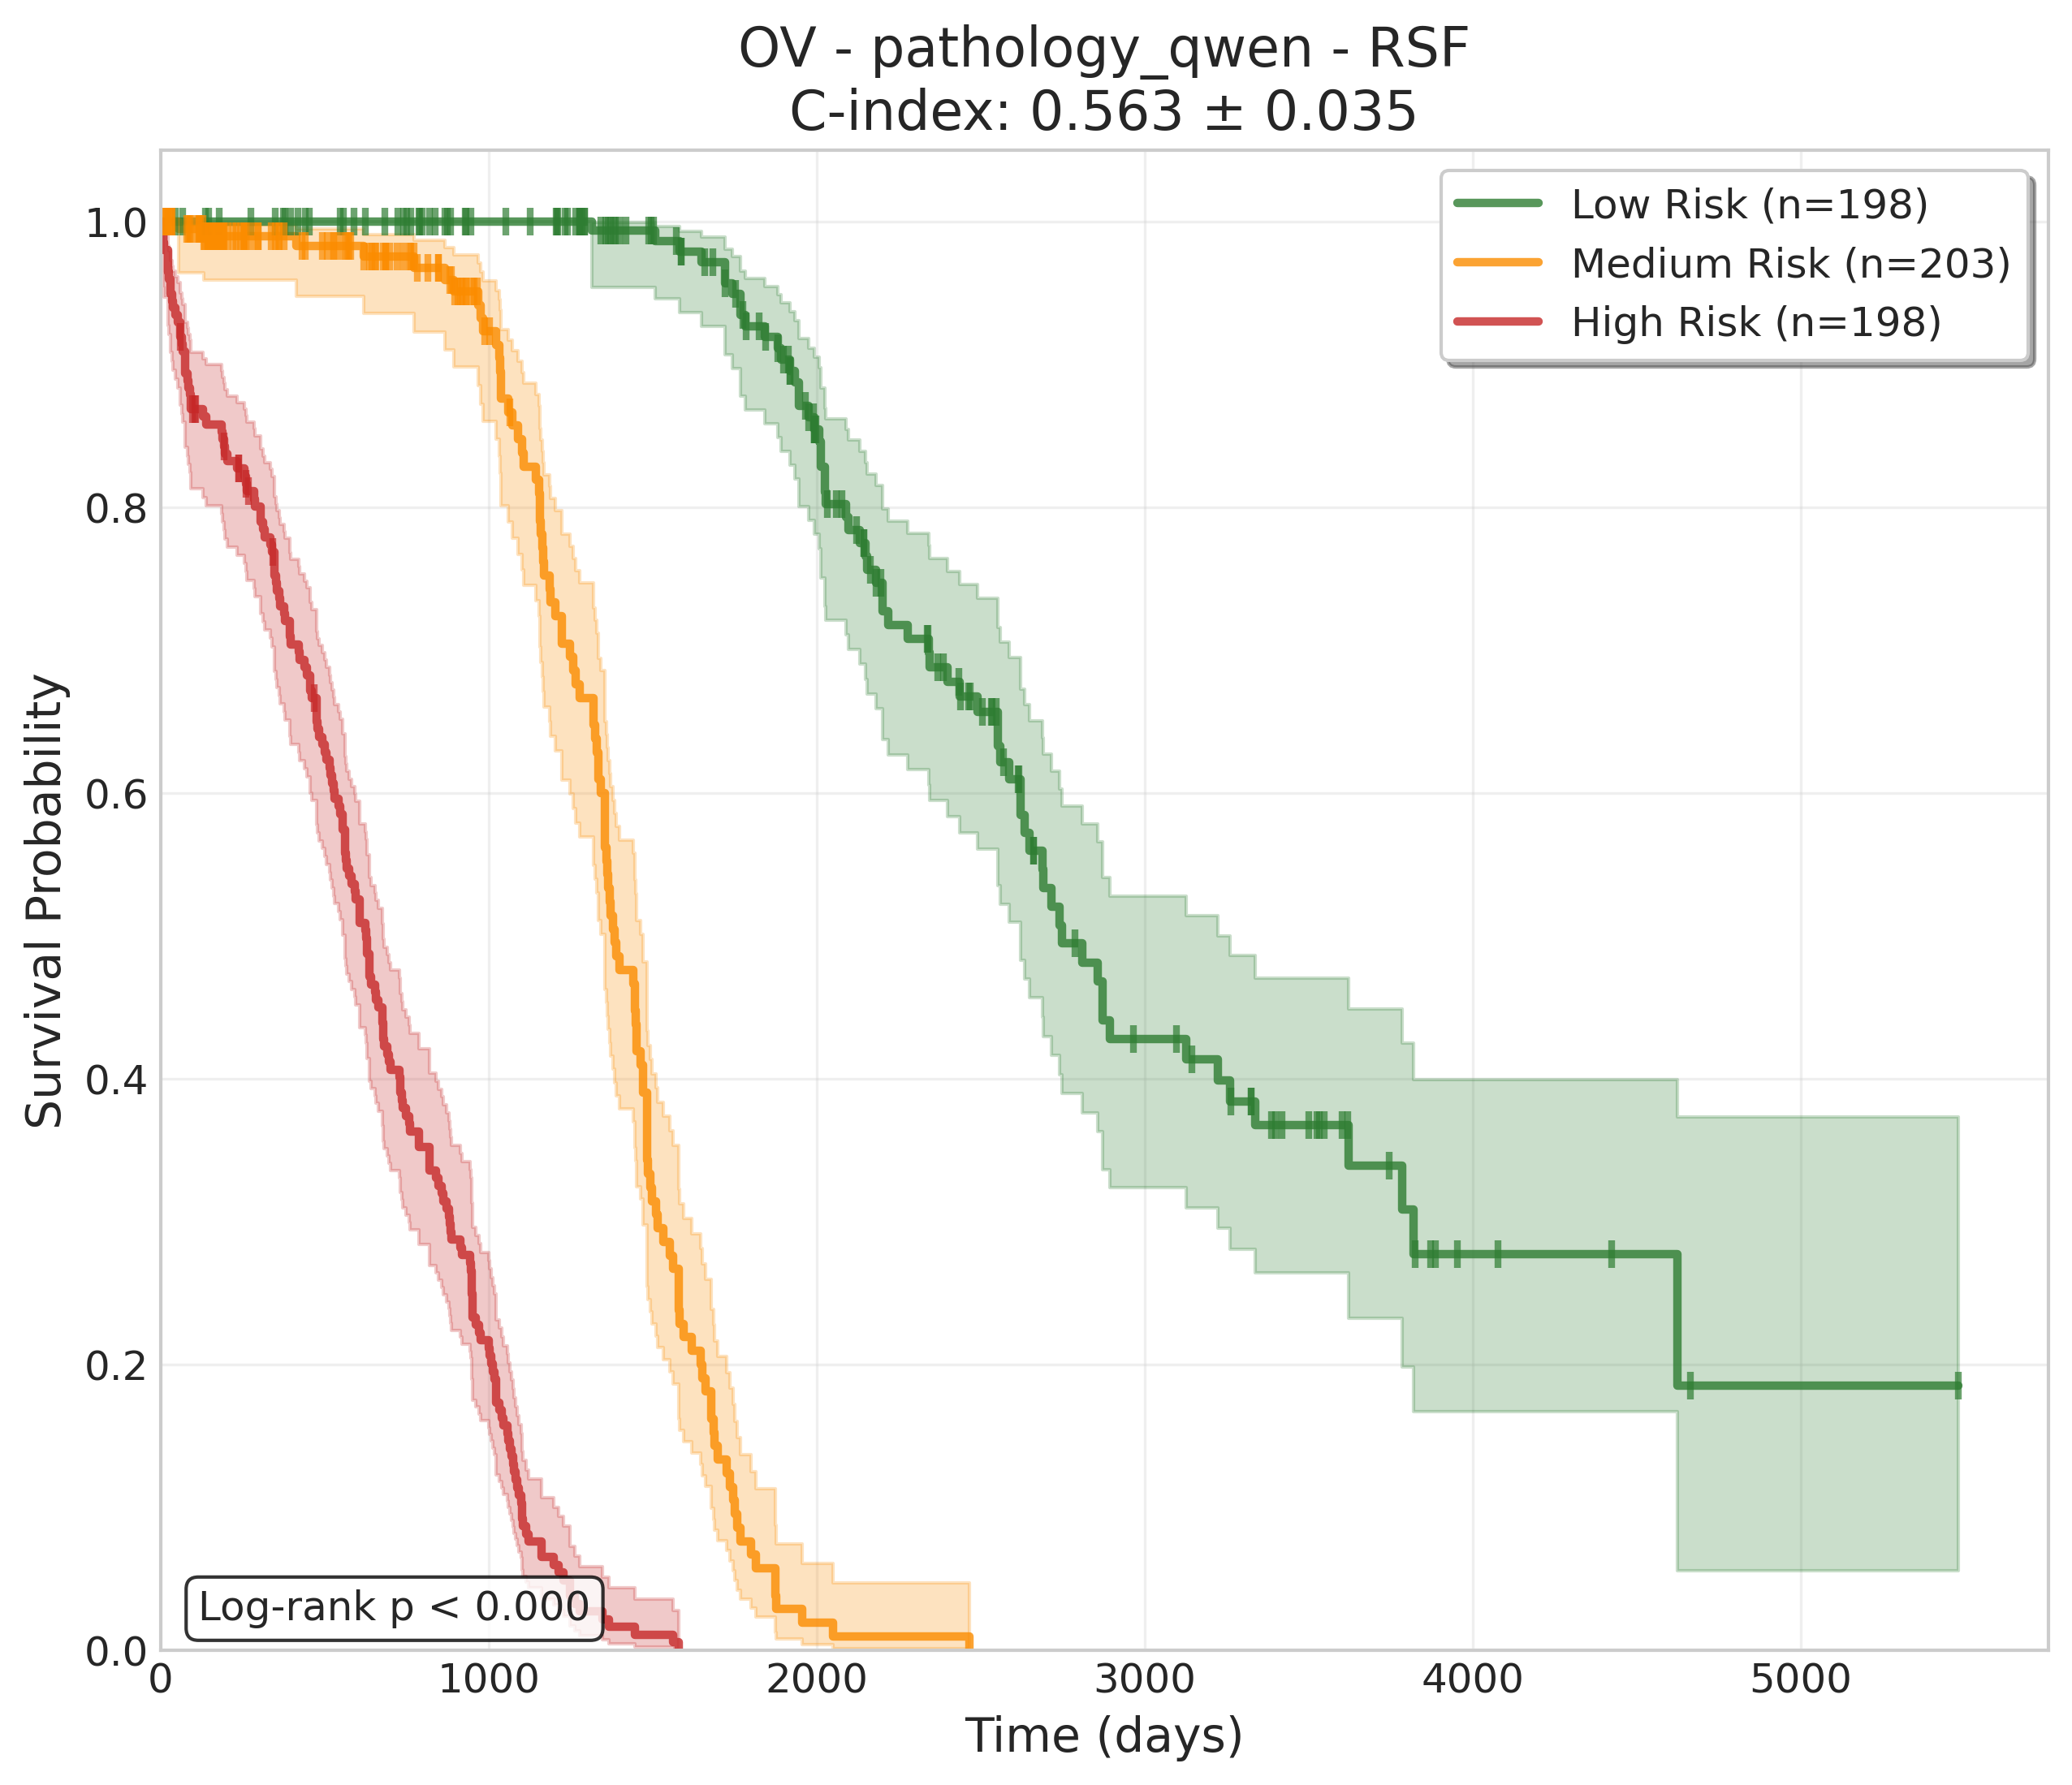 OV - pathology_qwen - RSF
C-index: 0.563 ± 0.035
Low Risk (n=198)
Medium Risk (n=203)
High Risk (n=198)
Survival Probability
1.0
0.8
0.6
0.4
0.2
0.0
Log-rank p < 0.000
0 1000 2000 3000 4000 5000
Time (days)